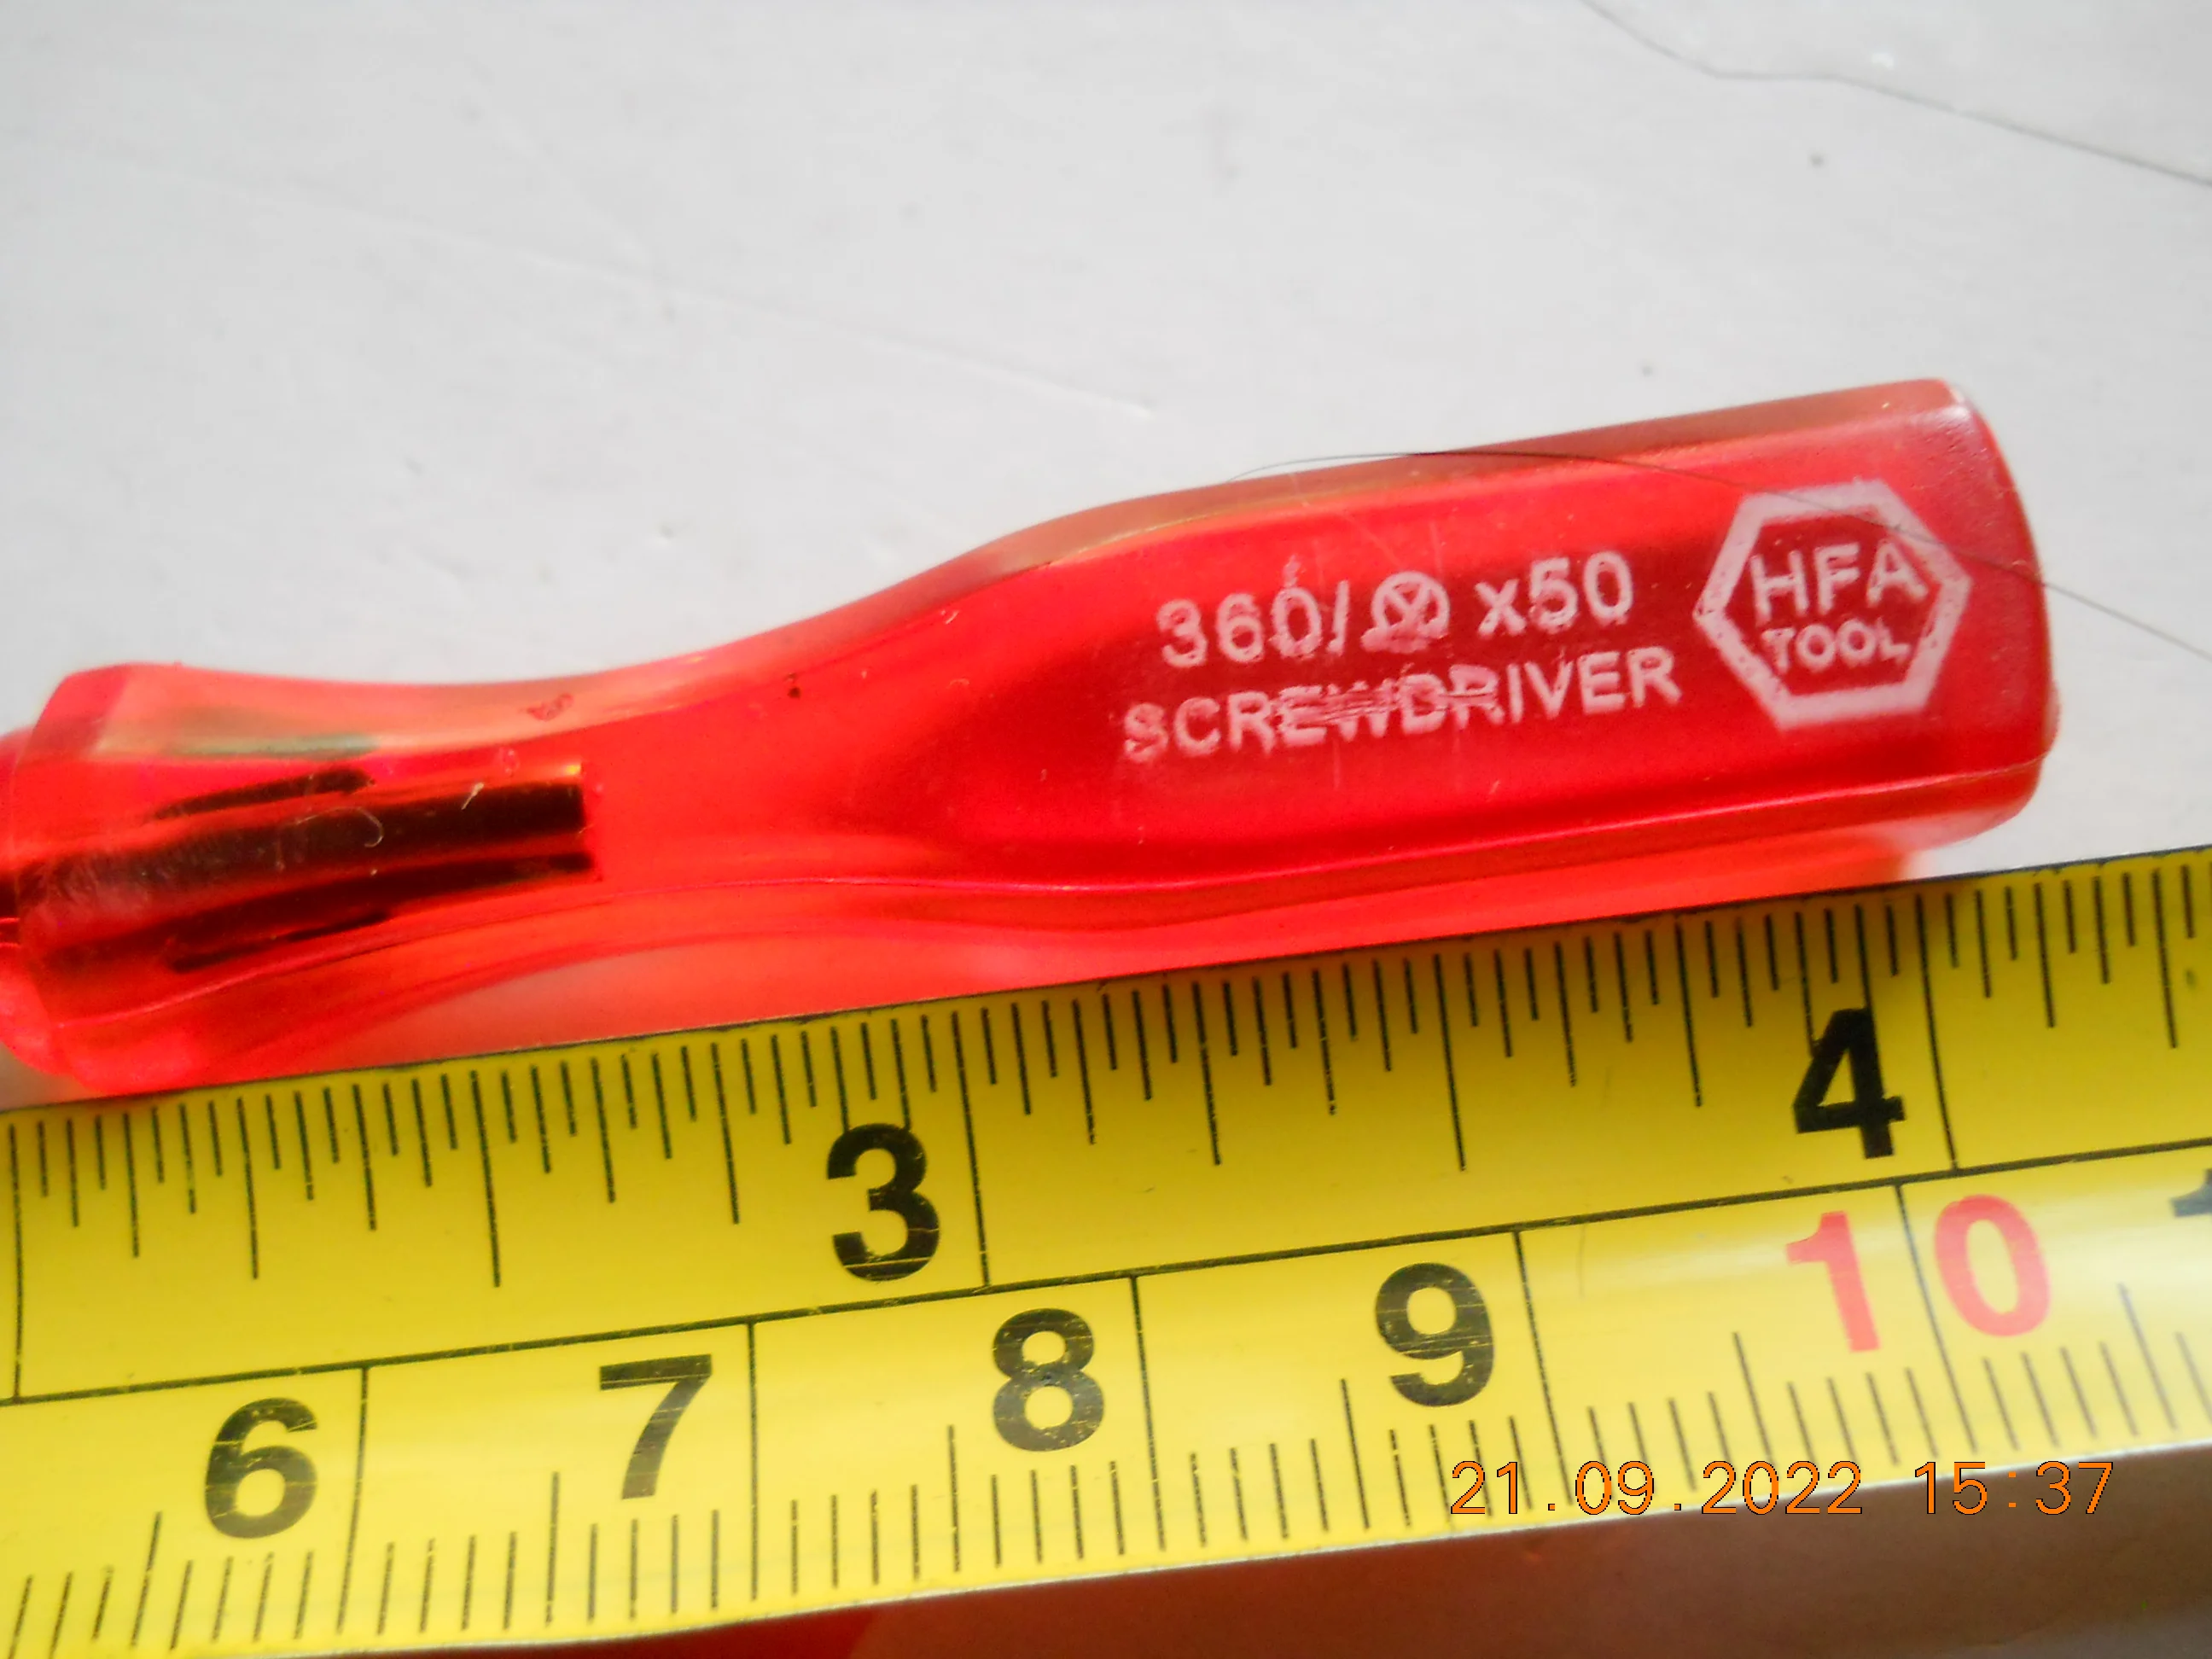 360/⊗ x50
SCREWDRIVER
HFA
TOOL
3 4
6 7 8 9 10
21.09.2022 15:37